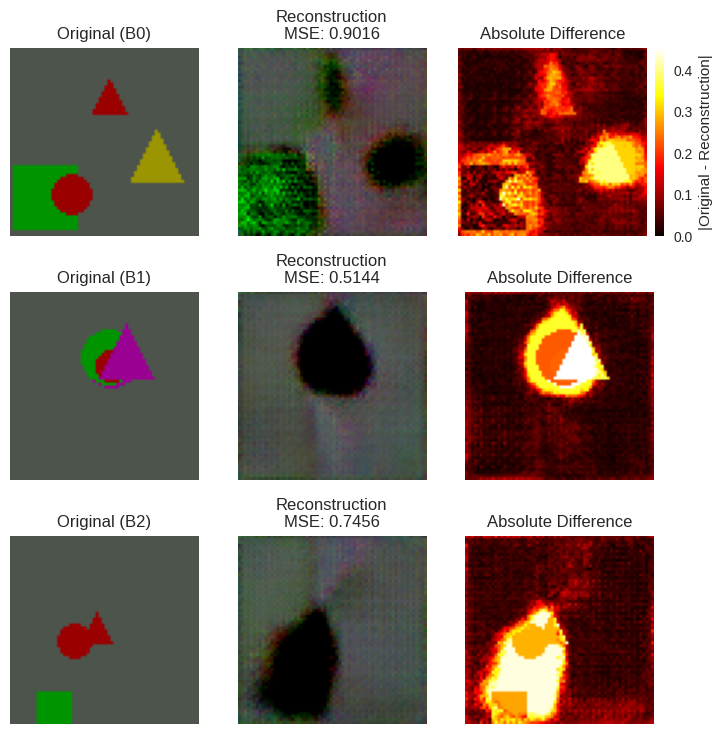 Original (B0)
Reconstruction
MSE: 0.9016
Absolute Difference
0.4
0.3
0.2
0.1
0.0
|Original - Reconstruction|
Original (B1)
Reconstruction
MSE: 0.5144
Absolute Difference
Original (B2)
Reconstruction
MSE: 0.7456
Absolute Difference